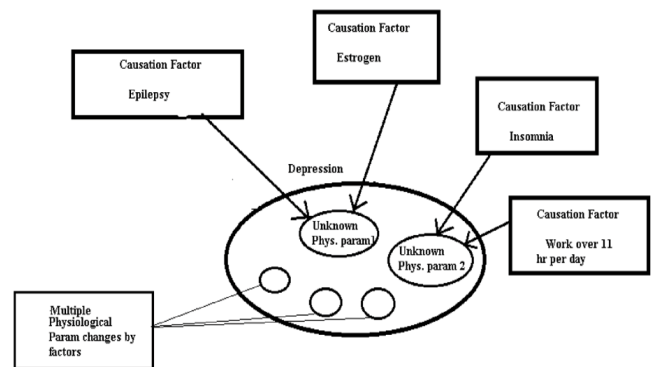 Causation Factor
Estrogen
Causation Factor
Epilepsy
Causation Factor
Insomnia
Depression
Unknown
Phys. param1
Unknown
Phys. param 2
Causation Factor
Work over 11
hr per day
Multiple
Physiological
Param changes by
factors